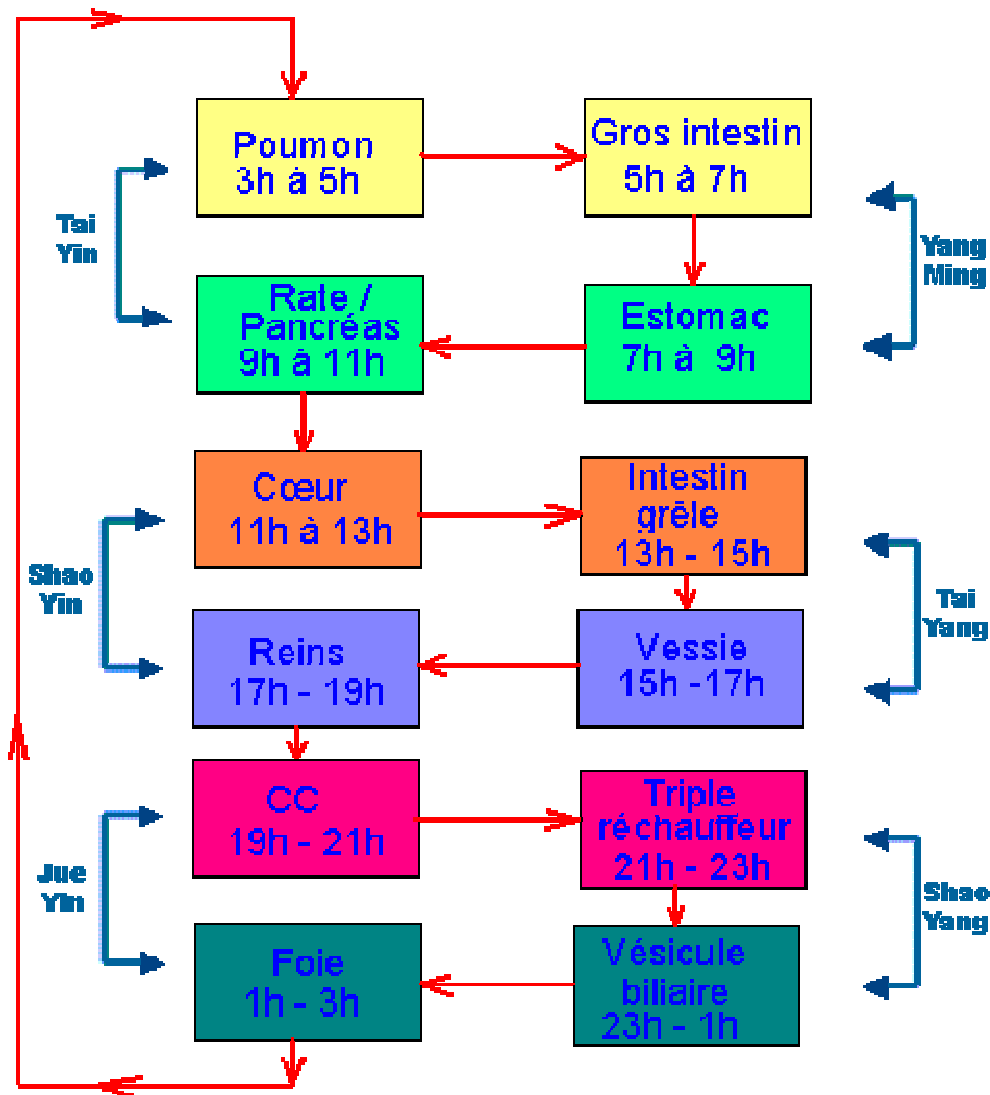 Poumon
3h à 5h
Gros intestin
5h à 7h
Tai
Yin
Yang
Ming
Rate /
Pancréas
9h à 11h
Estomac
7h à 9h
Cœur
11h à 13h
Intestin
grêle
13h - 15h
Shao
Yin
Tai
Yang
Reins
17h - 19h
Vessie
15h -17h
CC
19h - 21h
Triple
réchauffeur
21h - 23h
Jue
Yin
Shao
Yang
Foie
1h - 3h
Vésicule
biliaire
23h - 1h